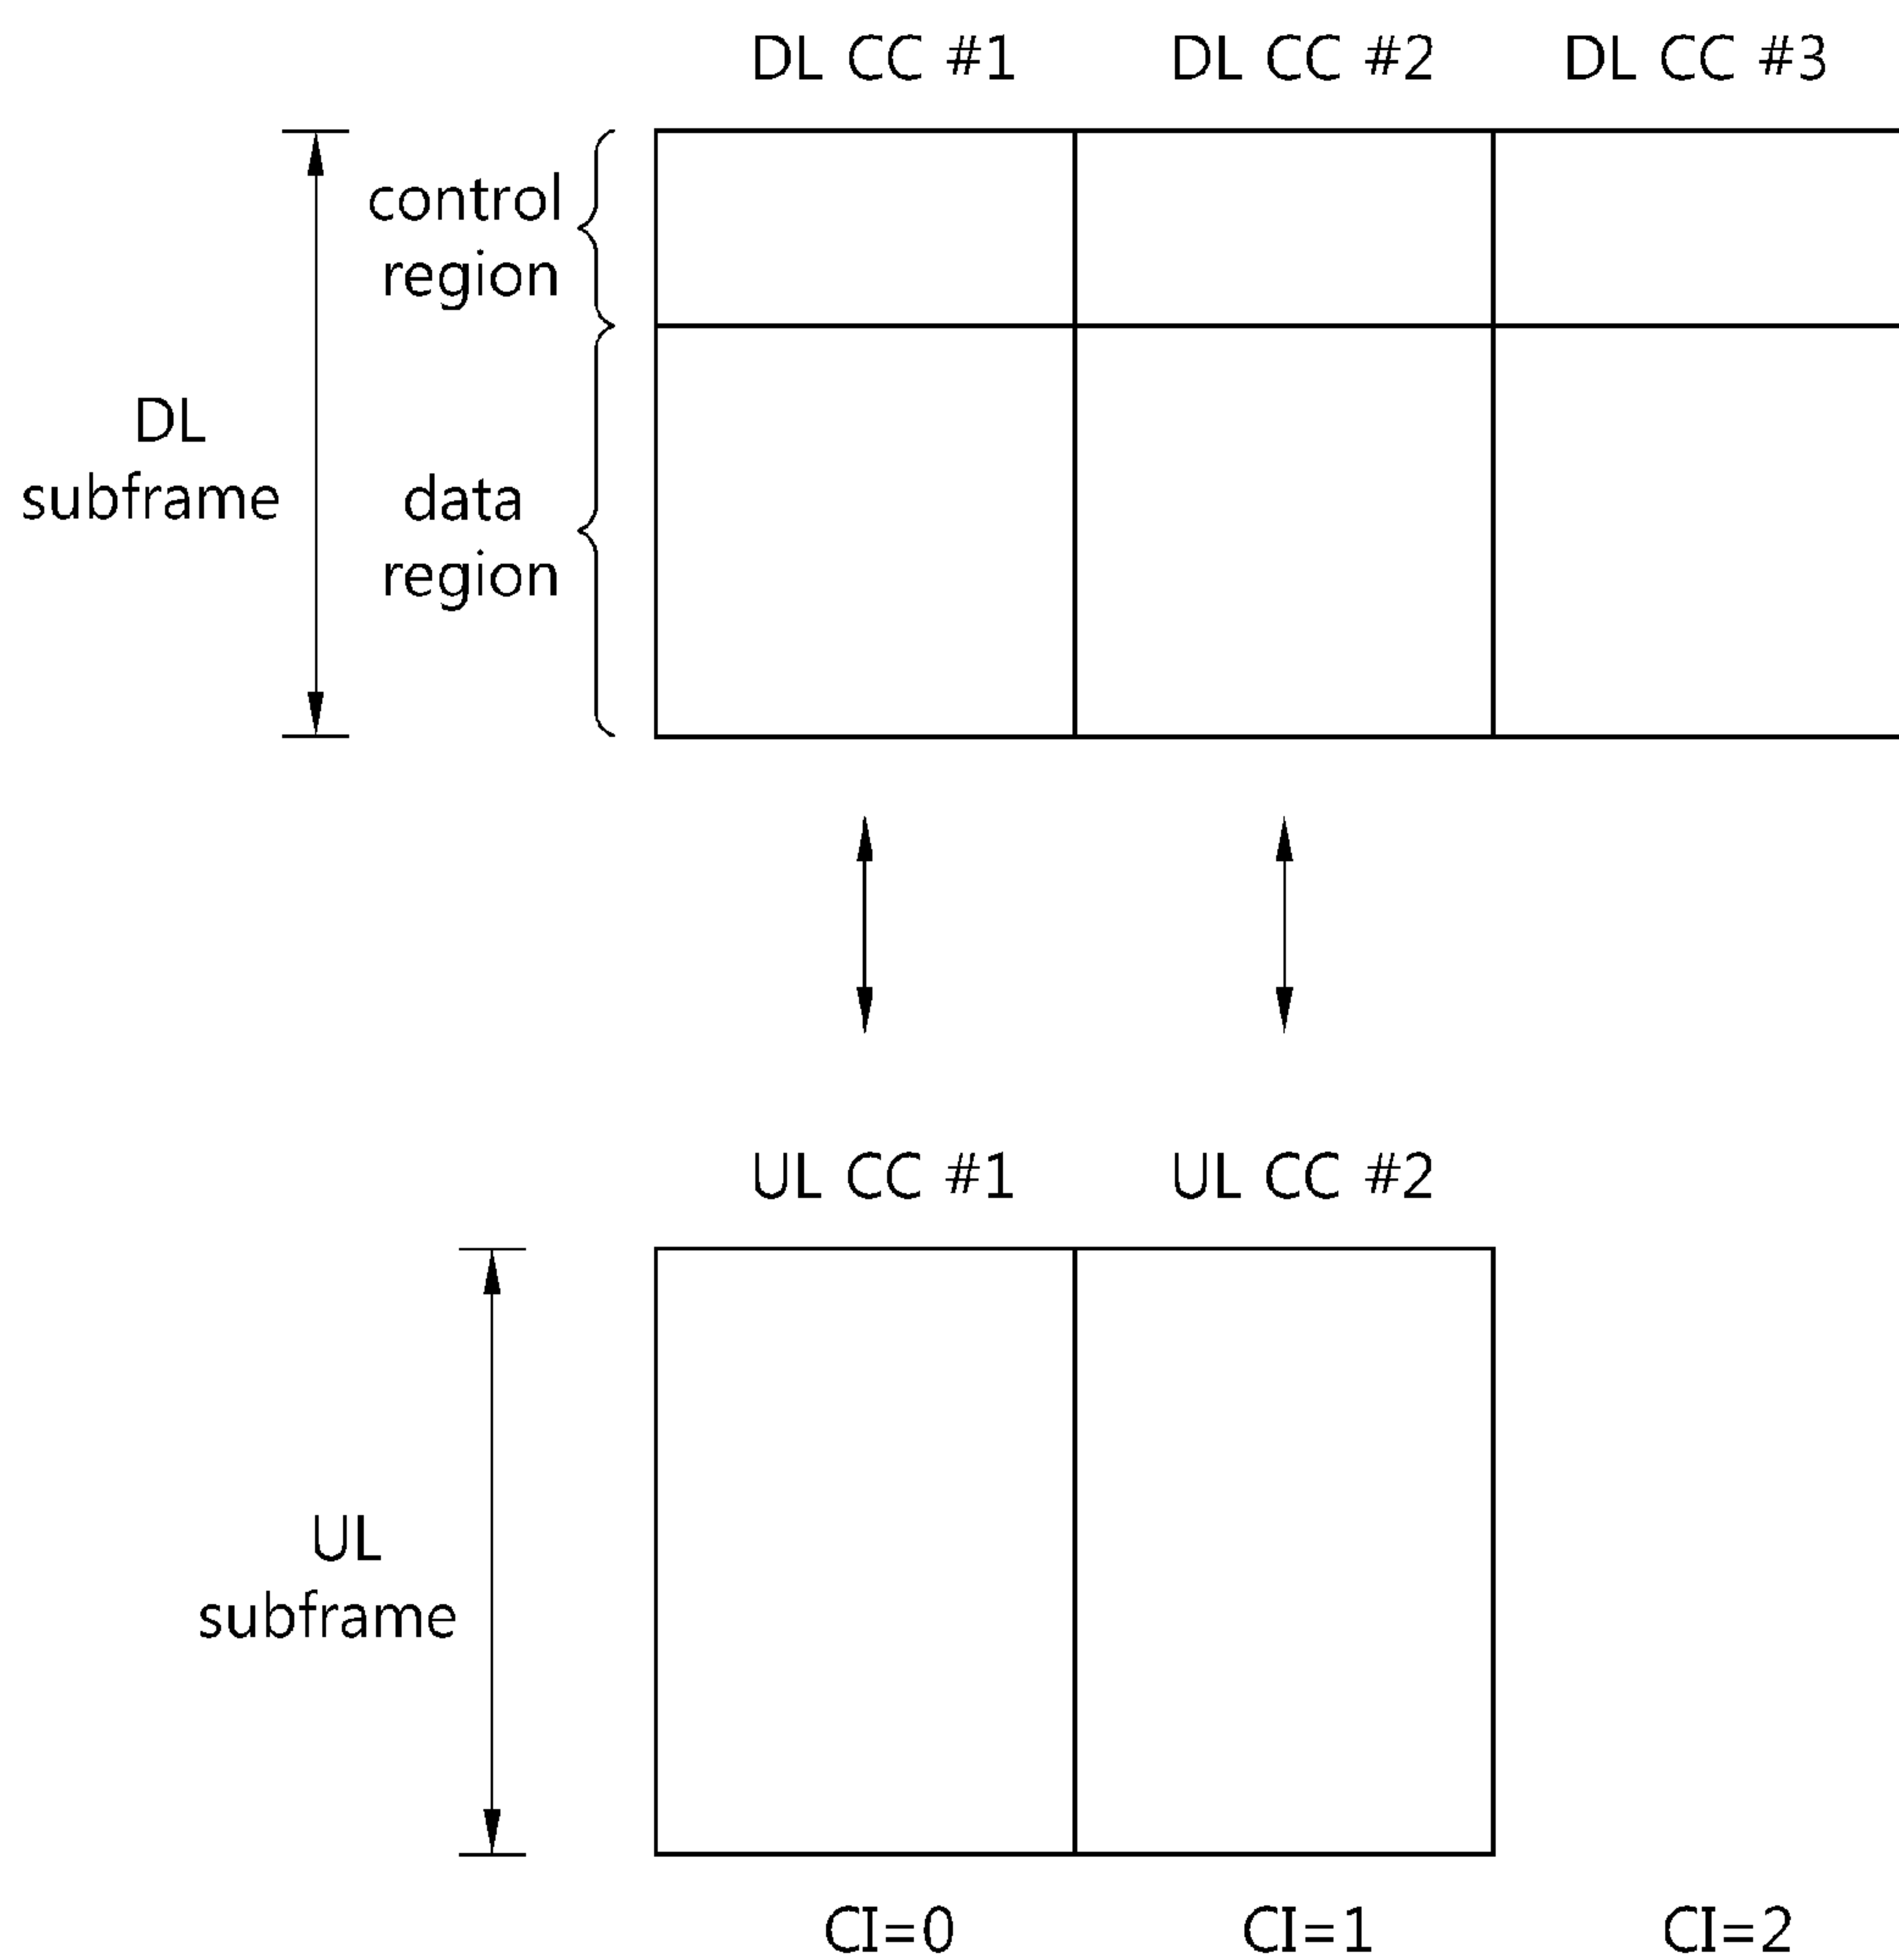 DL CC #1 DL CC #2 DL CC #3
control
region
DL
subframe
data
region
UL CC #1 UL CC #2
UL
subframe
CI=0 CI=1 CI=2